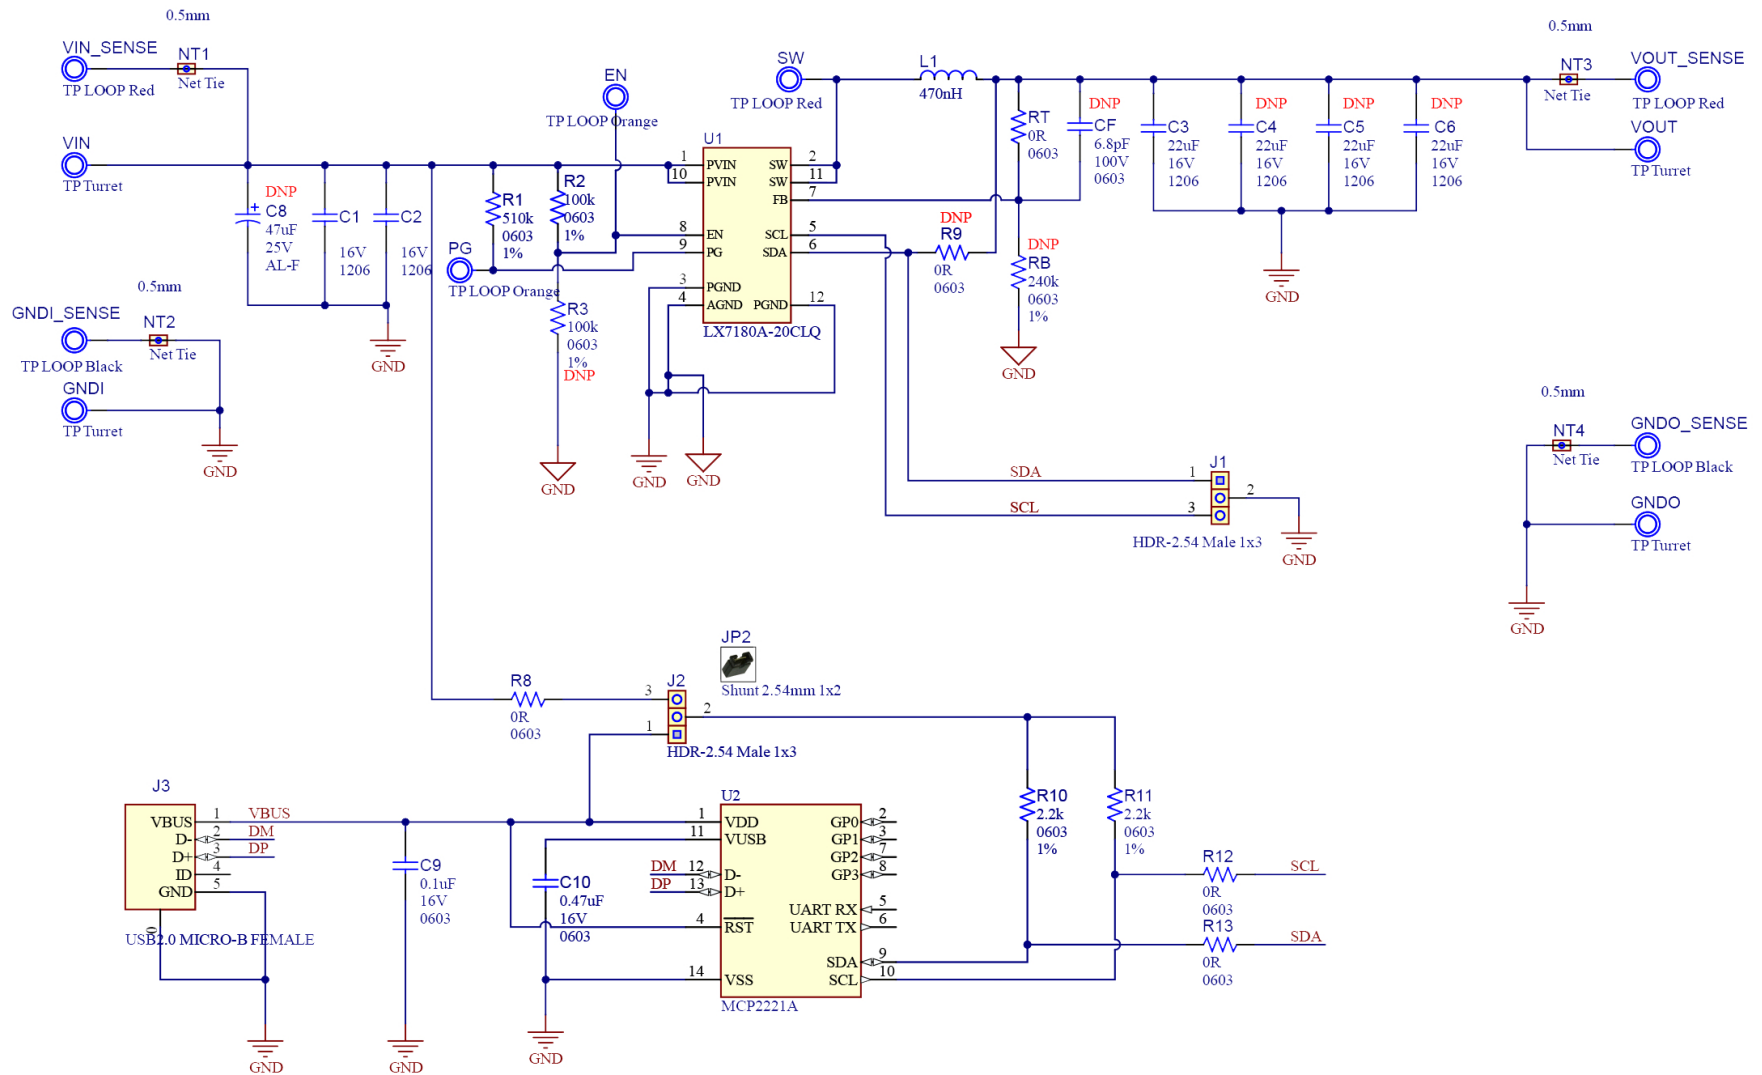 0.5mm
VIN_SENSE
NT1
Net Tie
TP LOOP Red
VIN
TP Turret
DNP
C8
47uF
25V
AL-F
C1
16V
1206
C2
16V
1206
0.5mm
GNDI_SENSE
NT2
Net Tie
TP LOOP Black
GNDI
TP Turret
GND
GND
EN
TP LOOP Orange
R1
510k
0603
1%
R2
100k
0603
1%
PG
TP LOOP Orange
R3
100k
0603
1%
DNP
GND
U1
1 PVIN
10 PVIN
8 EN
9 PG
3 PGND
4 AGND
SW 2
SW 11
FB 7
SCL 5
SDA 6
PGND 12
LX7180A-20CLQ
GND
GND
SW
TP LOOP Red
L1
470nH
RT
0R
0603
DNP
CF
6.8pF
100V
0603
C3
22uF
16V
1206
DNP
C4
22uF
16V
1206
DNP
C5
22uF
16V
1206
DNP
C6
22uF
16V
1206
GND
DNP
R9
0R
0603
DNP
RB
240k
0603
1%
GND
0.5mm
NT3
Net Tie
VOUT_SENSE
TP LOOP Red
VOUT
TP Turret
0.5mm
NT4
Net Tie
GNDO_SENSE
TP LOOP Black
GNDO
TP Turret
GND
SDA
SCL
J1
1
2
3
HDR-2.54 Male 1x3
GND
JP2
Shunt 2.54mm 1x2
R8
0R
0603
J2
3
2
1
HDR-2.54 Male 1x3
J3
VBUS 1
D- 2
D+ 3
ID 4
GND 5
0
USB2.0 MICRO-B FEMALE
VBUS
DM
DP
GND
C9
0.1uF
16V
0603
GND
C10
0.47uF
16V
0603
GND
U2
1 VDD
11 VUSB
DM 12 D-
DP 13 D+
4 RST
14 VSS
GP0 2
GP1 3
GP2 7
GP3 8
UART RX 5
UART TX 6
SDA 9
SCL 10
MCP2221A
R10
2.2k
0603
1%
R11
2.2k
0603
1%
R12
0R
0603
SCL
R13
0R
0603
SDA